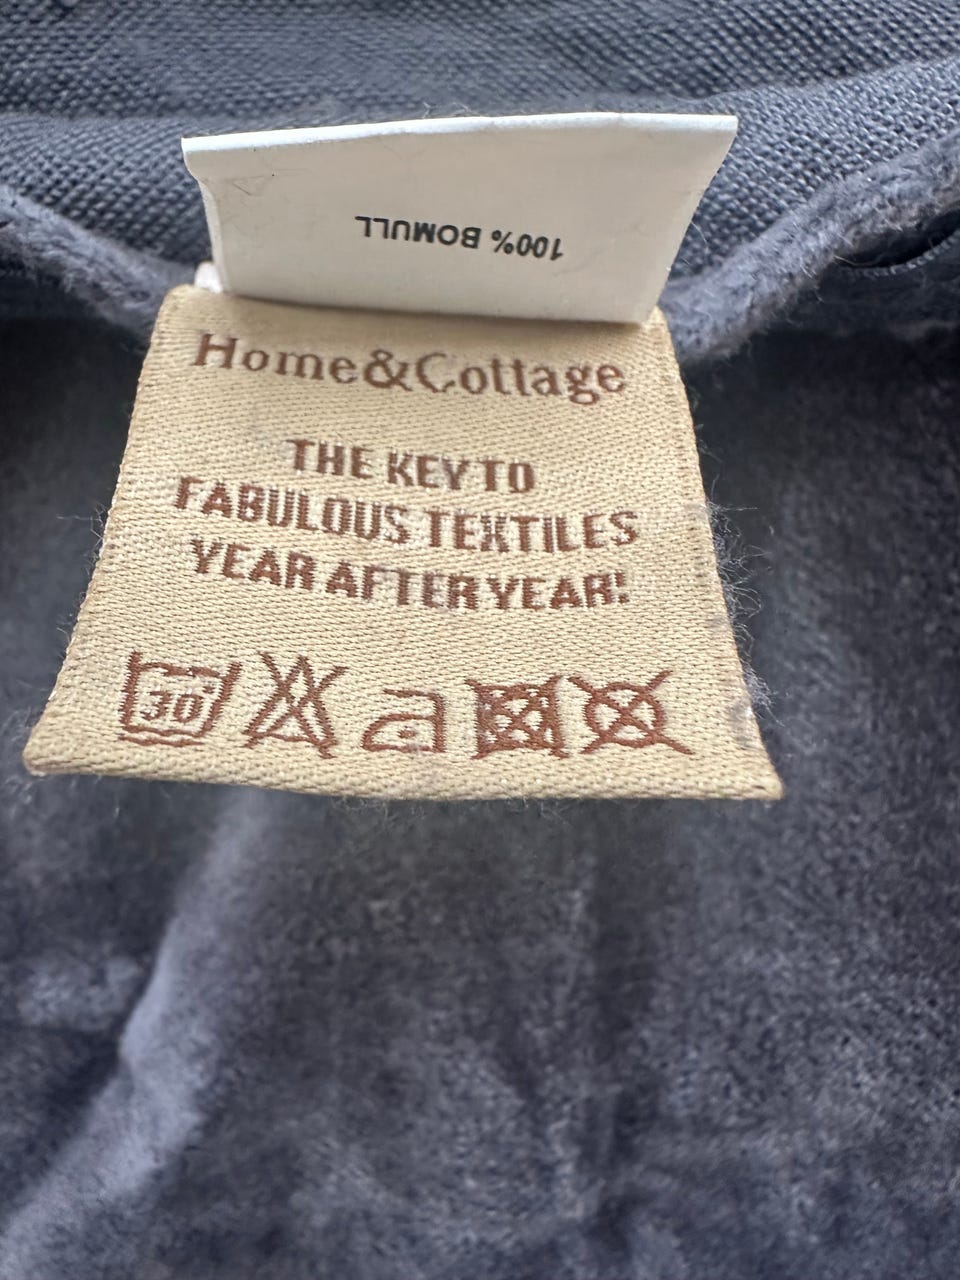 100% BOMULL
Home&Cottage
THE KEY TO
FABULOUS TEXTILES
YEAR AFTER YEAR!
30